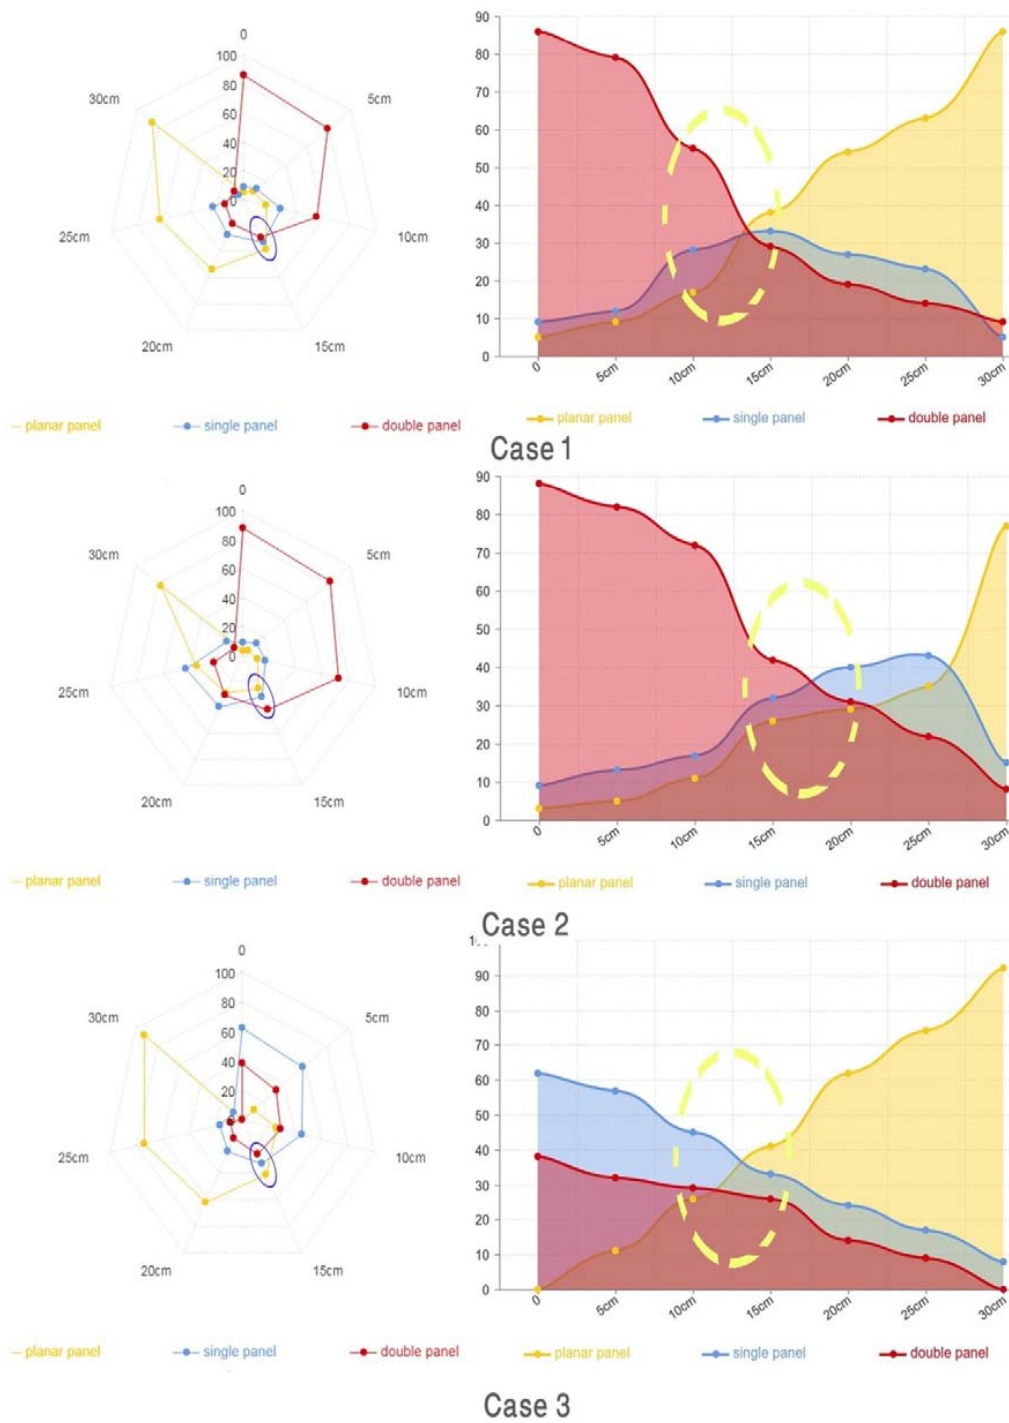 0
100
80
60
40
20
0
5cm
10cm
15cm
20cm
25cm
30cm
planar panel
single panel
double panel
90
80
70
60
50
40
30
20
10
0
0
5cm
10cm
15cm
20cm
25cm
30cm
planar panel
single panel
double panel
Case 1
0
100
80
60
40
20
0
5cm
10cm
15cm
20cm
25cm
30cm
planar panel
single panel
double panel
90
80
70
60
50
40
30
20
10
0
0
5cm
10cm
15cm
20cm
25cm
30cm
planar panel
single panel
double panel
Case 2
0
100
80
60
40
20
5cm
10cm
15cm
20cm
25cm
30cm
planar panel
single panel
double panel
90
80
70
60
50
40
30
20
10
0
0
5cm
10cm
15cm
20cm
25cm
30cm
planar panel
single panel
double panel
Case 3